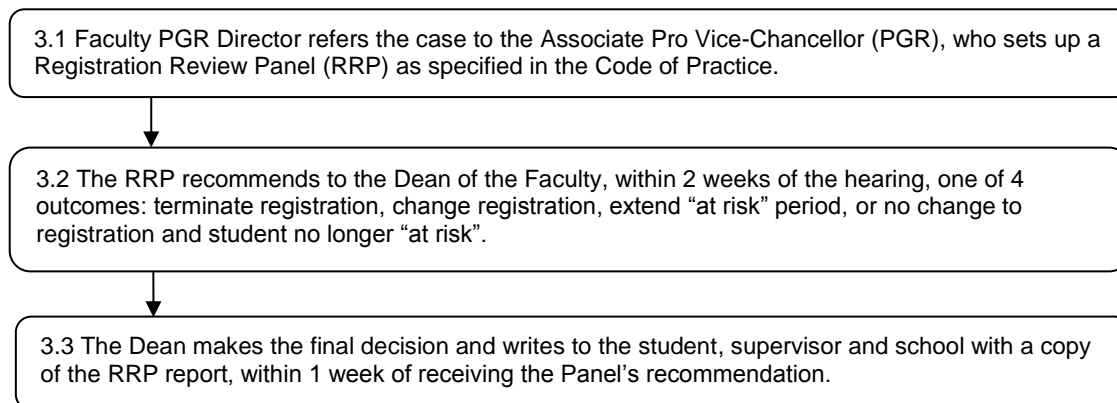 3.1 Faculty PGR Director refers the case to the Associate Pro Vice-Chancellor (PGR), who sets up a
Registration Review Panel (RRP) as specified in the Code of Practice.
3.2 The RRP recommends to the Dean of the Faculty, within 2 weeks of the hearing, one of 4
outcomes: terminate registration, change registration, extend “at risk” period, or no change to
registration and student no longer “at risk”.
3.3 The Dean makes the final decision and writes to the student, supervisor and school with a copy
of the RRP report, within 1 week of receiving the Panel’s recommendation.